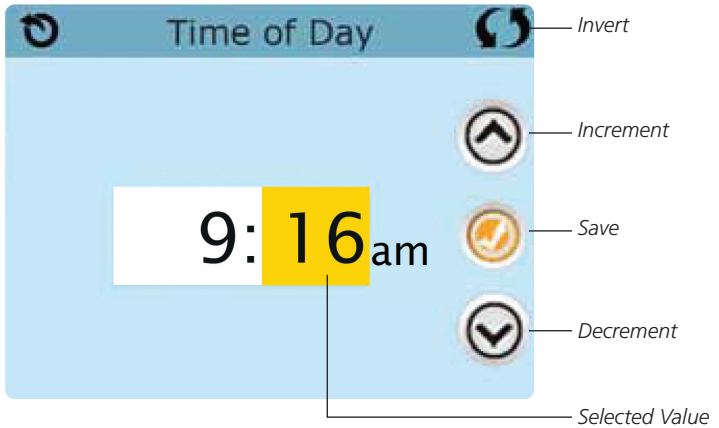 Time of Day
Invert
Increment
9:16am
Save
Decrement
Selected Value